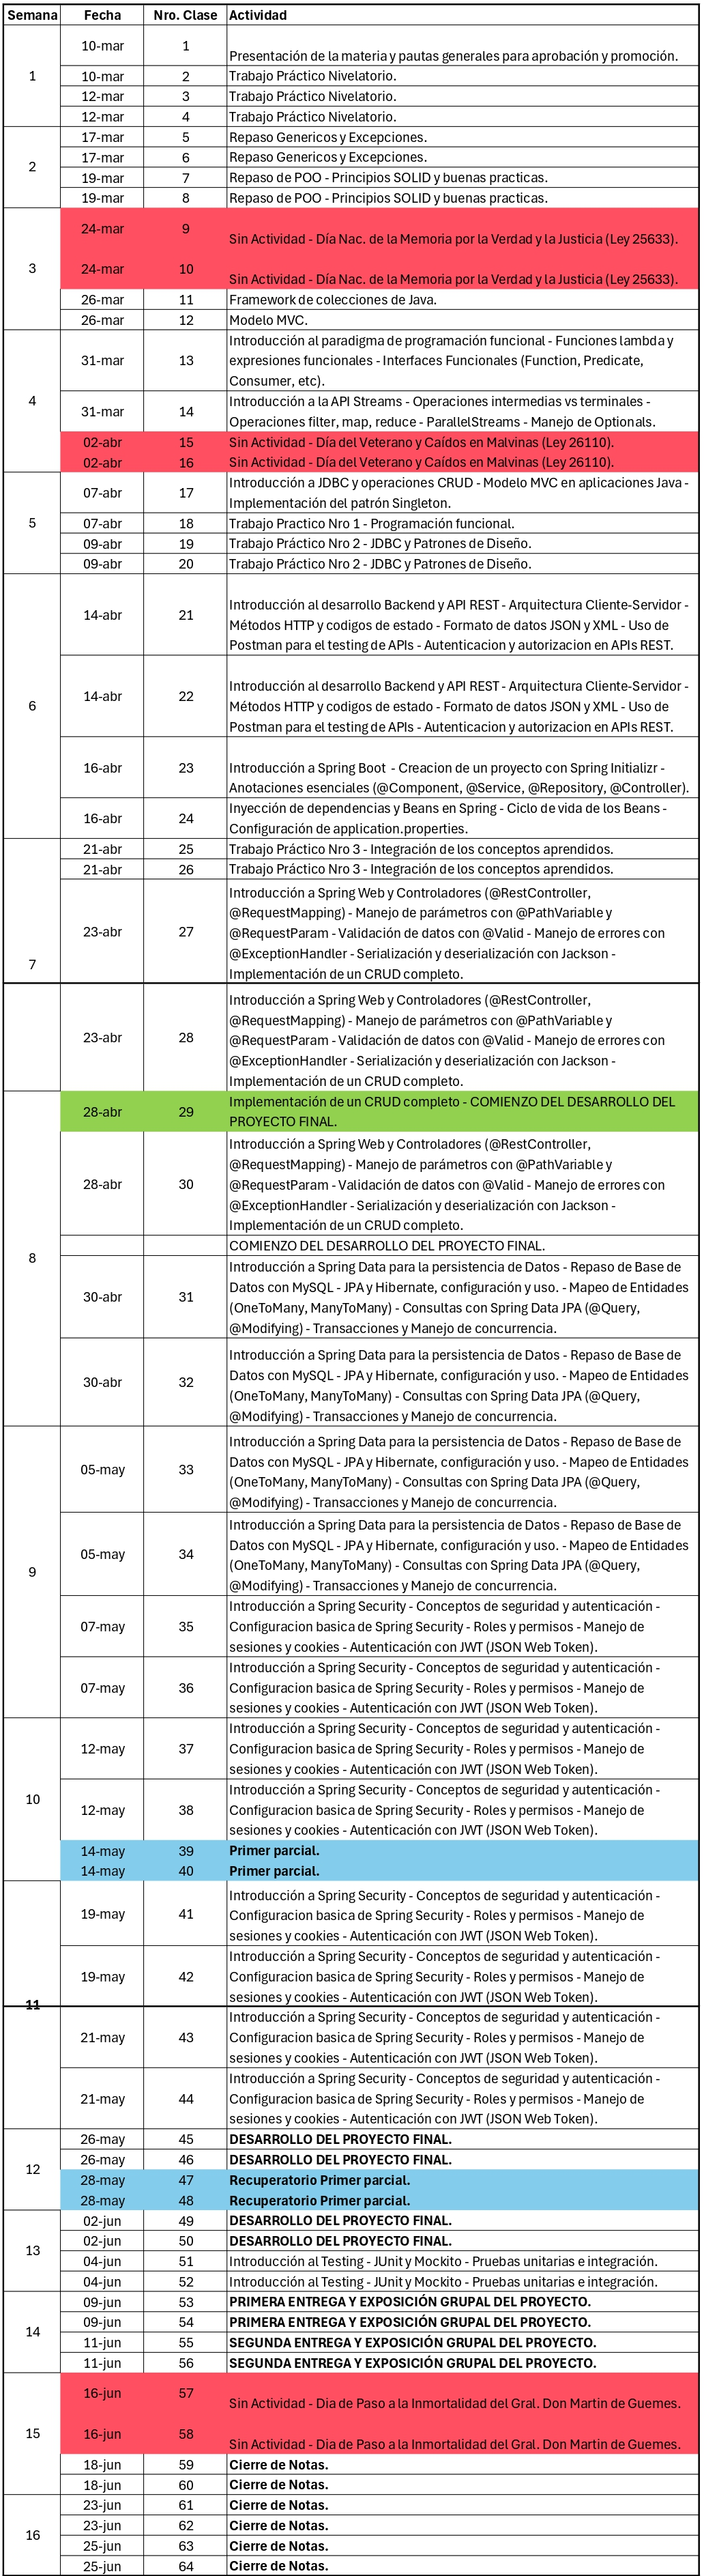 Semana Fecha Nro. Clase Actividad
1
10-mar 1 Presentación de la materia y pautas generales para aprobación y promoción.
10-mar 2 Trabajo Práctico Nivelatorio.
12-mar 3 Trabajo Práctico Nivelatorio.
12-mar 4 Trabajo Práctico Nivelatorio.
2
17-mar 5 Repaso Genericos y Excepciones.
17-mar 6 Repaso Genericos y Excepciones.
19-mar 7 Repaso de POO - Principios SOLID y buenas practicas.
19-mar 8 Repaso de POO - Principios SOLID y buenas practicas.
3
24-mar 9 Sin Actividad - Día Nac. de la Memoria por la Verdad y la Justicia (Ley 25633).
24-mar 10 Sin Actividad - Día Nac. de la Memoria por la Verdad y la Justicia (Ley 25633).
26-mar 11 Framework de colecciones de Java.
26-mar 12 Modelo MVC.
4
31-mar 13 Introducción al paradigma de programación funcional - Funciones lambda y
expresiones funcionales - Interfaces Funcionales (Function, Predicate,
Consumer, etc).
31-mar 14 Introducción a la API Streams - Operaciones intermedias vs terminales -
Operaciones filter, map, reduce - ParallelStreams - Manejo de Optionals.
02-abr 15 Sin Actividad - Día del Veterano y Caídos en Malvinas (Ley 26110).
02-abr 16 Sin Actividad - Día del Veterano y Caídos en Malvinas (Ley 26110).
5
07-abr 17 Introducción a JDBC y operaciones CRUD - Modelo MVC en aplicaciones Java -
Implementación del patrón Singleton.
07-abr 18 Trabajo Practico Nro 1 - Programación funcional.
09-abr 19 Trabajo Práctico Nro 2 - JDBC y Patrones de Diseño.
09-abr 20 Trabajo Práctico Nro 2 - JDBC y Patrones de Diseño.
6
14-abr 21 Introducción al desarrollo Backend y API REST - Arquitectura Cliente-Servidor -
Métodos HTTP y codigos de estado - Formato de datos JSON y XML - Uso de
Postman para el testing de APIs - Autenticacion y autorizacion en APIs REST.
14-abr 22 Introducción al desarrollo Backend y API REST - Arquitectura Cliente-Servidor -
Métodos HTTP y codigos de estado - Formato de datos JSON y XML - Uso de
Postman para el testing de APIs - Autenticacion y autorizacion en APIs REST.
16-abr 23 Introducción a Spring Boot - Creacion de un proyecto con Spring Initializr -
Anotaciones esenciales (@Component, @Service, @Repository, @Controller).
16-abr 24 Inyección de dependencias y Beans en Spring - Ciclo de vida de los Beans -
Configuración de application.properties.
7
21-abr 25 Trabajo Práctico Nro 3 - Integración de los conceptos aprendidos.
21-abr 26 Trabajo Práctico Nro 3 - Integración de los conceptos aprendidos.
23-abr 27 Introducción a Spring Web y Controladores (@RestController,
@RequestMapping) - Manejo de parámetros con @PathVariable y
@RequestParam - Validación de datos con @Valid - Manejo de errores con
@ExceptionHandler - Serialización y deserialización con Jackson -
Implementación de un CRUD completo.
23-abr 28 Introducción a Spring Web y Controladores (@RestController,
@RequestMapping) - Manejo de parámetros con @PathVariable y
@RequestParam - Validación de datos con @Valid - Manejo de errores con
@ExceptionHandler - Serialización y deserialización con Jackson -
Implementación de un CRUD completo.
8
28-abr 29 Implementación de un CRUD completo - COMIENZO DEL DESARROLLO DEL
PROYECTO FINAL.
28-abr 30 Introducción a Spring Web y Controladores (@RestController,
@RequestMapping) - Manejo de parámetros con @PathVariable y
@RequestParam - Validación de datos con @Valid - Manejo de errores con
@ExceptionHandler - Serialización y deserialización con Jackson -
Implementación de un CRUD completo.
COMIENZO DEL DESARROLLO DEL PROYECTO FINAL.
30-abr 31 Introducción a Spring Data para la persistencia de Datos - Repaso de Base de
Datos con MySQL - JPA y Hibernate, configuración y uso. - Mapeo de Entidades
(OneToMany, ManyToMany) - Consultas con Spring Data JPA (@Query,
@Modifying) - Transacciones y Manejo de concurrencia.
30-abr 32 Introducción a Spring Data para la persistencia de Datos - Repaso de Base de
Datos con MySQL - JPA y Hibernate, configuración y uso. - Mapeo de Entidades
(OneToMany, ManyToMany) - Consultas con Spring Data JPA (@Query,
@Modifying) - Transacciones y Manejo de concurrencia.
9
05-may 33 Introducción a Spring Data para la persistencia de Datos - Repaso de Base de
Datos con MySQL - JPA y Hibernate, configuración y uso. - Mapeo de Entidades
(OneToMany, ManyToMany) - Consultas con Spring Data JPA (@Query,
@Modifying) - Transacciones y Manejo de concurrencia.
05-may 34 Introducción a Spring Data para la persistencia de Datos - Repaso de Base de
Datos con MySQL - JPA y Hibernate, configuración y uso. - Mapeo de Entidades
(OneToMany, ManyToMany) - Consultas con Spring Data JPA (@Query,
@Modifying) - Transacciones y Manejo de concurrencia.
07-may 35 Introducción a Spring Security - Conceptos de seguridad y autenticación -
Configuracion basica de Spring Security - Roles y permisos - Manejo de
sesiones y cookies - Autenticación con JWT (JSON Web Token).
07-may 36 Introducción a Spring Security - Conceptos de seguridad y autenticación -
Configuracion basica de Spring Security - Roles y permisos - Manejo de
sesiones y cookies - Autenticación con JWT (JSON Web Token).
10
12-may 37 Introducción a Spring Security - Conceptos de seguridad y autenticación -
Configuracion basica de Spring Security - Roles y permisos - Manejo de
sesiones y cookies - Autenticación con JWT (JSON Web Token).
12-may 38 Introducción a Spring Security - Conceptos de seguridad y autenticación -
Configuracion basica de Spring Security - Roles y permisos - Manejo de
sesiones y cookies - Autenticación con JWT (JSON Web Token).
14-may 39 Primer parcial.
14-may 40 Primer parcial.
11
19-may 41 Introducción a Spring Security - Conceptos de seguridad y autenticación -
Configuracion basica de Spring Security - Roles y permisos - Manejo de
sesiones y cookies - Autenticación con JWT (JSON Web Token).
19-may 42 Introducción a Spring Security - Conceptos de seguridad y autenticación -
Configuracion basica de Spring Security - Roles y permisos - Manejo de
sesiones y cookies - Autenticación con JWT (JSON Web Token).
21-may 43 Introducción a Spring Security - Conceptos de seguridad y autenticación -
Configuracion basica de Spring Security - Roles y permisos - Manejo de
sesiones y cookies - Autenticación con JWT (JSON Web Token).
21-may 44 Introducción a Spring Security - Conceptos de seguridad y autenticación -
Configuracion basica de Spring Security - Roles y permisos - Manejo de
sesiones y cookies - Autenticación con JWT (JSON Web Token).
12
26-may 45 DESARROLLO DEL PROYECTO FINAL.
26-may 46 DESARROLLO DEL PROYECTO FINAL.
28-may 47 Recuperatorio Primer parcial.
28-may 48 Recuperatorio Primer parcial.
13
02-jun 49 DESARROLLO DEL PROYECTO FINAL.
02-jun 50 DESARROLLO DEL PROYECTO FINAL.
04-jun 51 Introducción al Testing - JUnit y Mockito - Pruebas unitarias e integración.
04-jun 52 Introducción al Testing - JUnit y Mockito - Pruebas unitarias e integración.
14
09-jun 53 PRIMERA ENTREGA Y EXPOSICIÓN GRUPAL DEL PROYECTO.
09-jun 54 PRIMERA ENTREGA Y EXPOSICIÓN GRUPAL DEL PROYECTO.
11-jun 55 SEGUNDA ENTREGA Y EXPOSICIÓN GRUPAL DEL PROYECTO.
11-jun 56 SEGUNDA ENTREGA Y EXPOSICIÓN GRUPAL DEL PROYECTO.
15
16-jun 57 Sin Actividad - Dia de Paso a la Inmortalidad del Gral. Don Martin de Guemes.
16-jun 58 Sin Actividad - Dia de Paso a la Inmortalidad del Gral. Don Martin de Guemes.
18-jun 59 Cierre de Notas.
18-jun 60 Cierre de Notas.
16
23-jun 61 Cierre de Notas.
23-jun 62 Cierre de Notas.
25-jun 63 Cierre de Notas.
25-jun 64 Cierre de Notas.